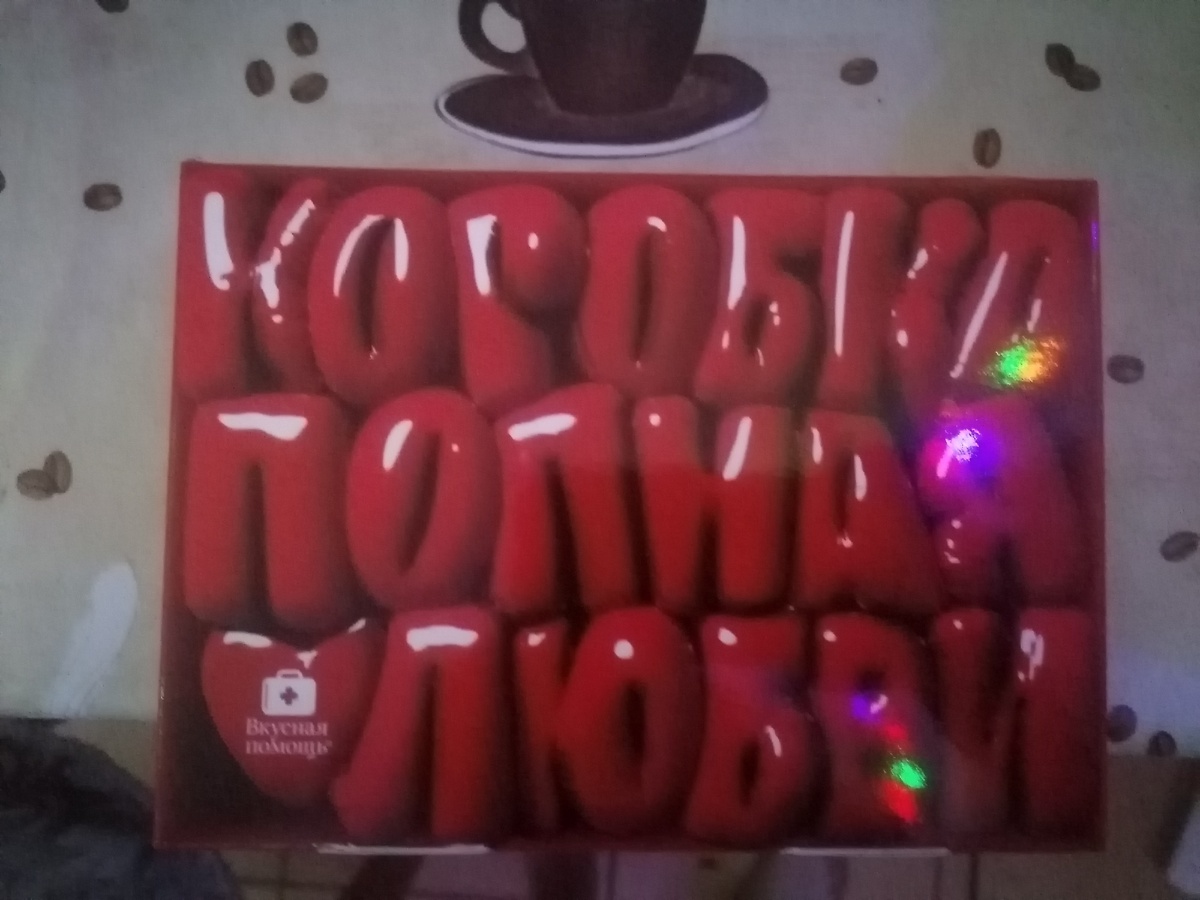 КОРОБКА
ПОЛНАЯ
ЛЮБВИ
Вкусная
помощь